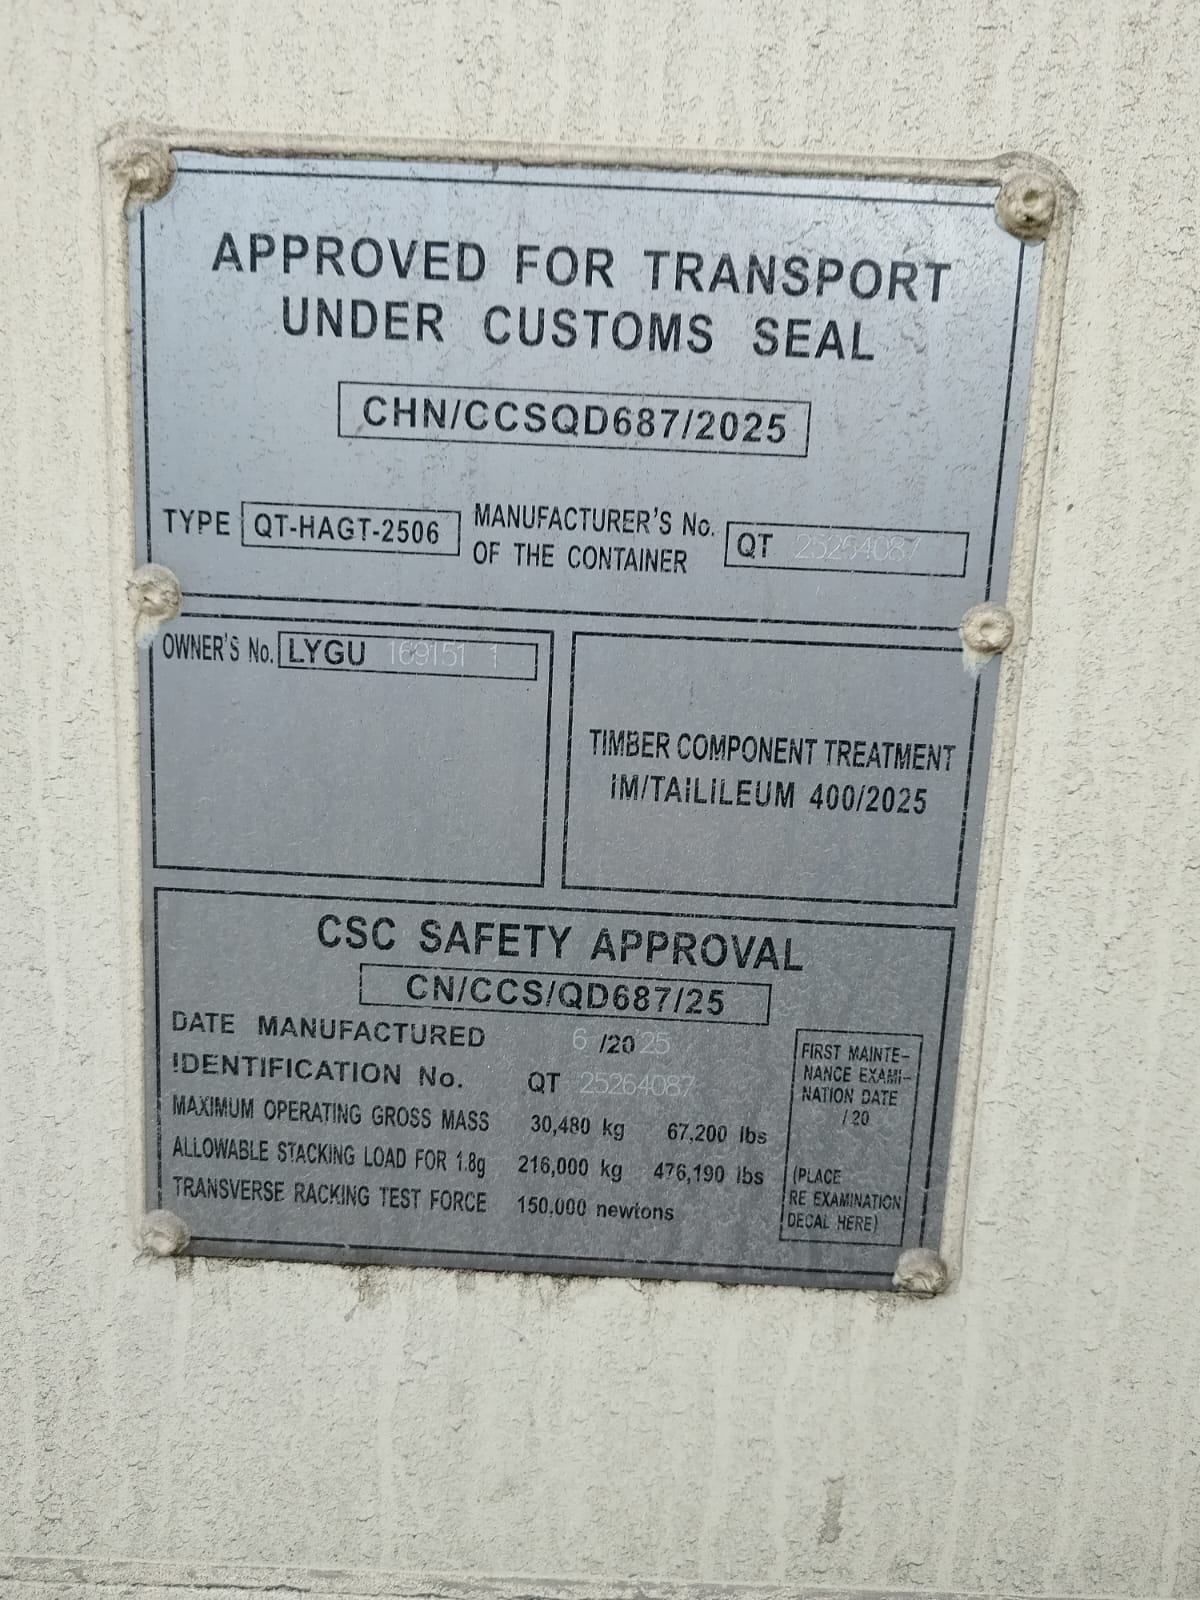 APPROVED FOR TRANSPORT
UNDER CUSTOMS SEAL
CHN/CCSQD687/2025
TYPE QT-HAGT-2506
MANUFACTURER'S No.
OF THE CONTAINER
QT 25264087
OWNER'S No. LYGU 169151 1
TIMBER COMPONENT TREATMENT
IM/TAILILEUM 400/2025
CSC SAFETY APPROVAL
CN/CCS/QD687/25
DATE MANUFACTURED 6 /20 25
IDENTIFICATION No. QT 25264087
MAXIMUM OPERATING GROSS MASS 30,480 kg 67,200 lbs
ALLOWABLE STACKING LOAD FOR 1.8g 216,000 kg 476,190 lbs
TRANSVERSE RACKING TEST FORCE 150,000 newtons
FIRST MAINTE-
NANCE EXAMI-
NATION DATE
/20
(PLACE
RE EXAMINATION
DECAL HERE)